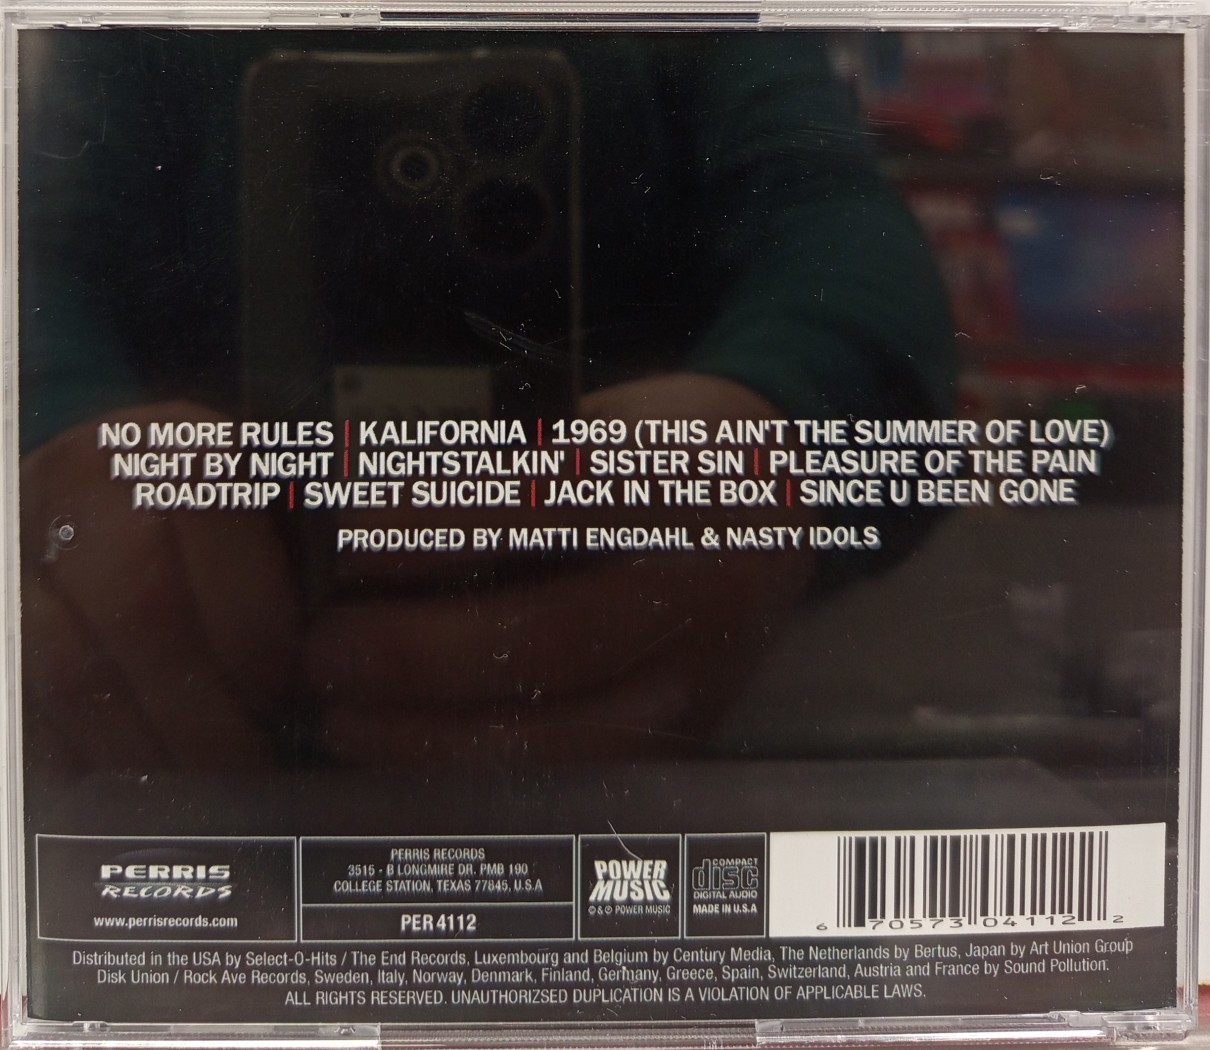 NO MORE RULES | KALIFORNIA | 1969 (THIS AIN'T THE SUMMER OF LOVE)
NIGHT BY NIGHT | NIGHTSTALKIN' | SISTER SIN | PLEASURE OF THE PAIN
ROADTRIP | SWEET SUICIDE | JACK IN THE BOX | SINCE U BEEN GONE
PRODUCED BY MATTI ENGDAHL & NASTY IDOLS
PERRIS
RECORDS
www.perrisrecords.com
PERRIS RECORDS
3515 - B LONGMIRE DR. PMB 190
COLLEGE STATION, TEXAS 77845, U.S.A
PER 4112
POWER
MUSIC
© & ℗ POWER MUSIC
COMPACT
disc
DIGITAL AUDIO
MADE IN U.S.A
6 70573 04112 2
Distributed in the USA by Select-O-Hits / The End Records, Luxembourg and Belgium by Century Media, The Netherlands by Bertus, Japan by Art Union Group
Disk Union / Rock Ave Records, Sweden, Italy, Norway, Denmark, Finland, Germany, Greece, Spain, Switzerland, Austria and France by Sound Pollution.
ALL RIGHTS RESERVED. UNAUTHORIZSED DUPLICATION IS A VIOLATION OF APPLICABLE LAWS.